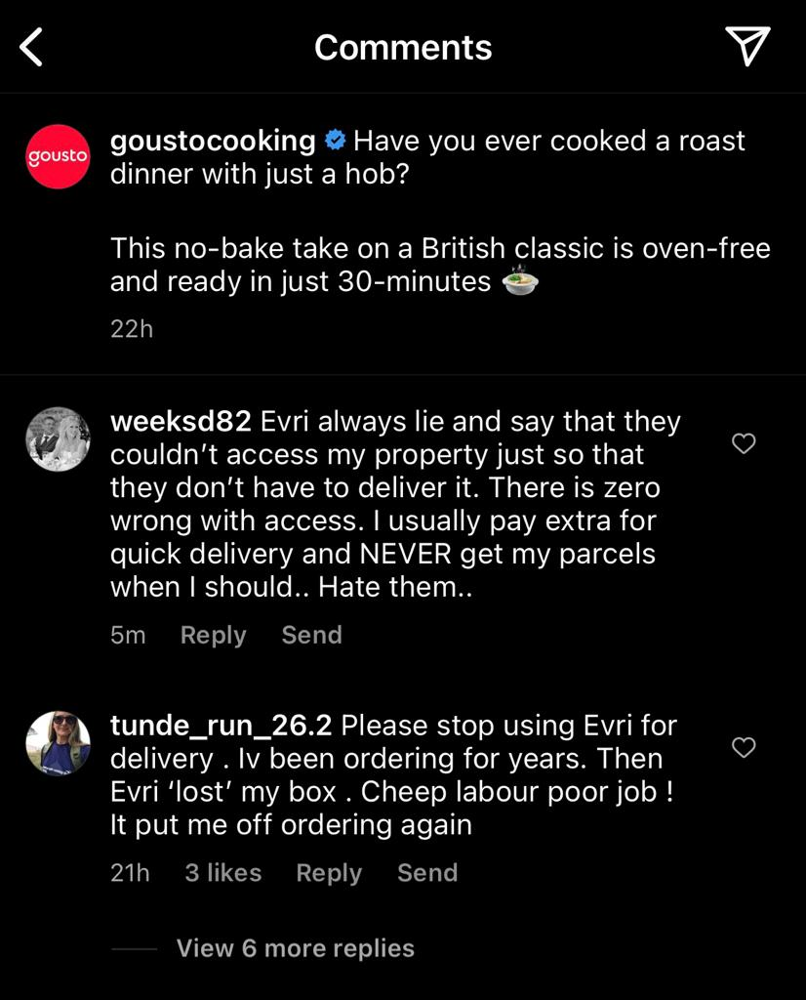 Comments
gousto
goustocooking Have you ever cooked a roast
dinner with just a hob?
This no-bake take on a British classic is oven-free
and ready in just 30-minutes 🍲
22h
weeksd82 Evri always lie and say that they
couldn't access my property just so that
they don't have to deliver it. There is zero
wrong with access. I usually pay extra for
quick delivery and NEVER get my parcels
when I should.. Hate them..
5m Reply Send
tunde_run_26.2 Please stop using Evri for
delivery . Iv been ordering for years. Then
Evri ‘lost’ my box . Cheep labour poor job !
It put me off ordering again
21h 3 likes Reply Send
View 6 more replies